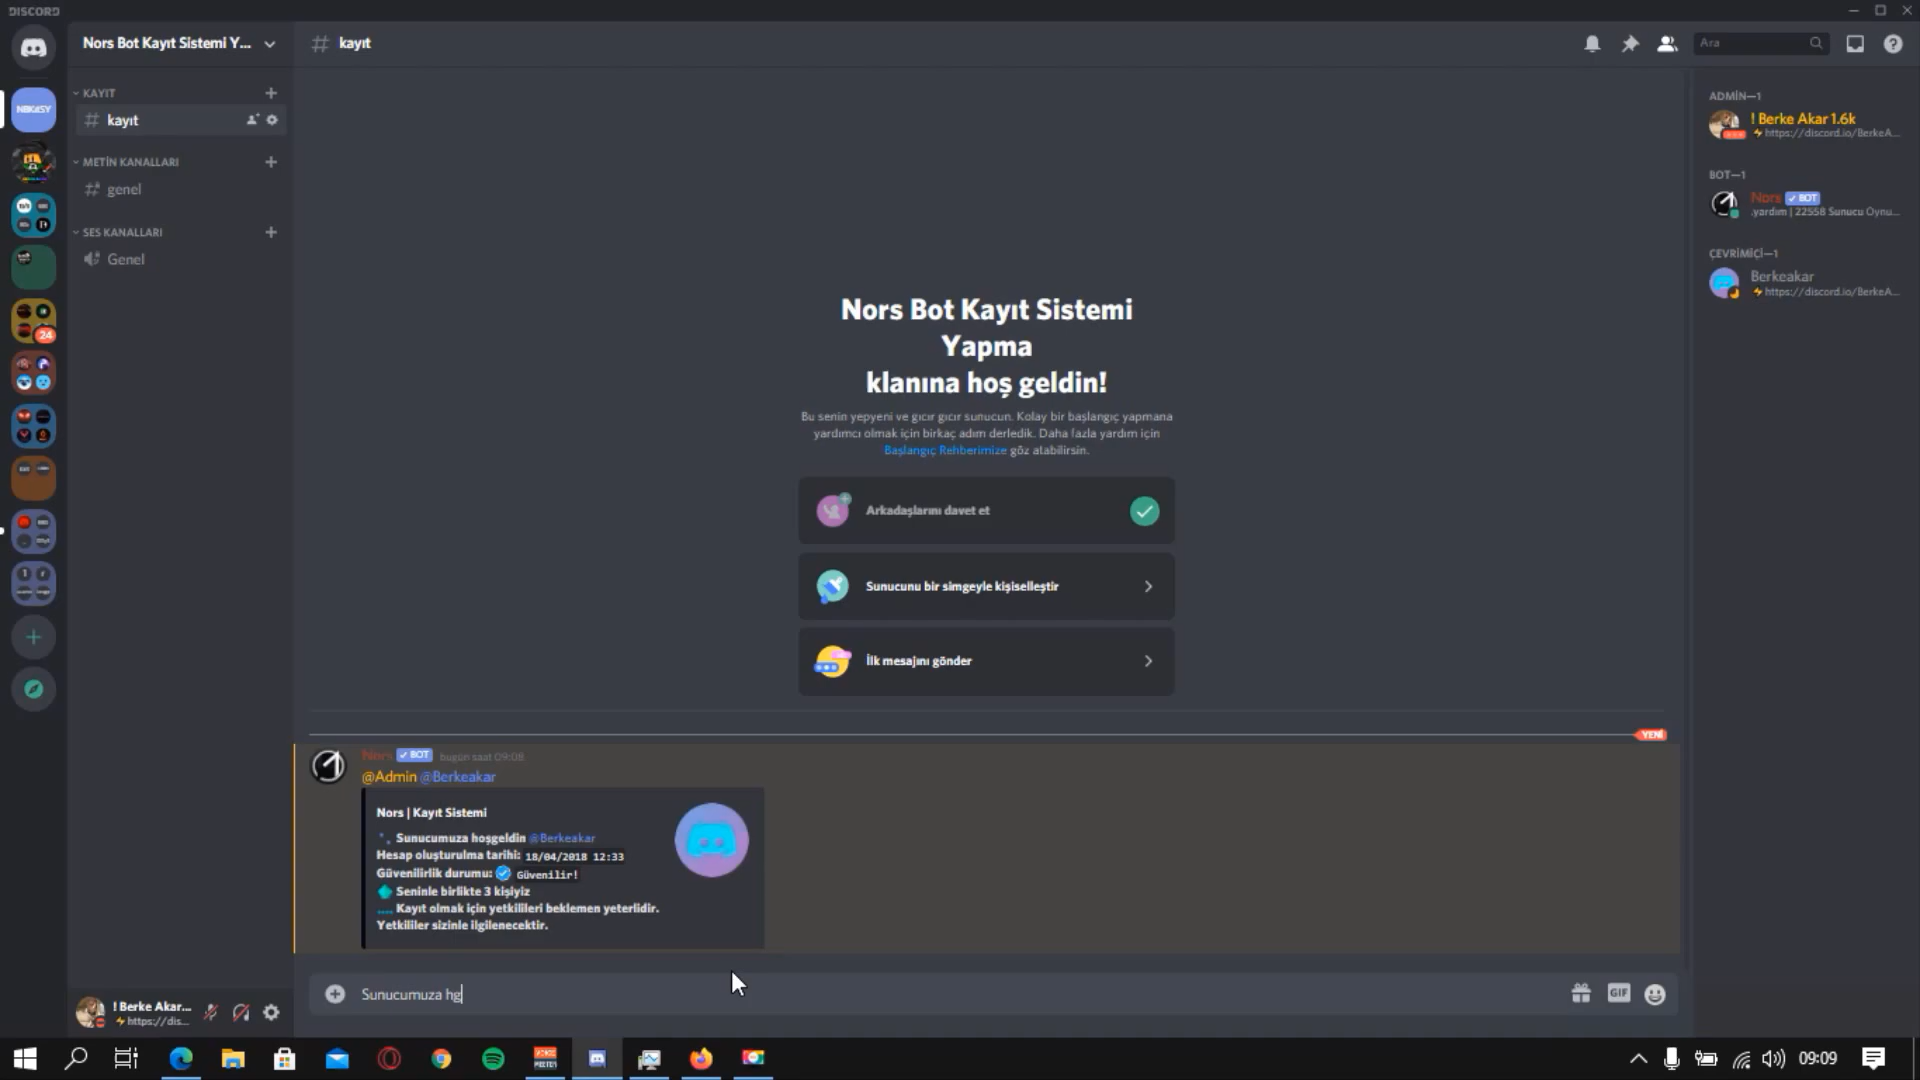 DISCORD
Nors Bot Kayıt Sistemi Y...
kayıt
Ara
KAYIT
kayıt
METİN KANALLARI
genel
SES KANALLARI
Genel
NBKSY
24
Nors Bot Kayıt Sistemi
Yapma
klanına hoş geldin!
Bu senin yepyeni ve gıcır gıcır sunucun. Kolay bir başlangıç yapmana
yardımcı olmak için birkaç adım derledik. Daha fazla yardım için
Başlangıç Rehberimize göz atabilirsin.
Arkadaşlarını davet et
Sunucunu bir simgeyle kişiselleştir
İlk mesajını gönder
YENİ
Nors BOT bugün saat 09:08
@Admin @Berkeakar
Nors | Kayıt Sistemi
Sunucumuza hoşgeldin @Berkeakar
Hesap oluşturulma tarihi: 18/04/2018 12:33
Güvenilirlik durumu: Güvenilir!
Seninle birlikte 3 kişiyiz
Kayıt olmak için yetkilileri beklemen yeterlidir.
Yetkililer sizinle ilgilenecektir.
Sunucumuza hg
GIF
ADMİN—1
! Berke Akar 1.6k
https://discord.io/BerkeA...
BOT—1
Nors BOT
.yardım | 22558 Sunucu Oynu...
ÇEVRİMİÇİ—1
Berkeakar
https://discord.io/BerkeA...
! Berke Akar...
https://dis...
09:09